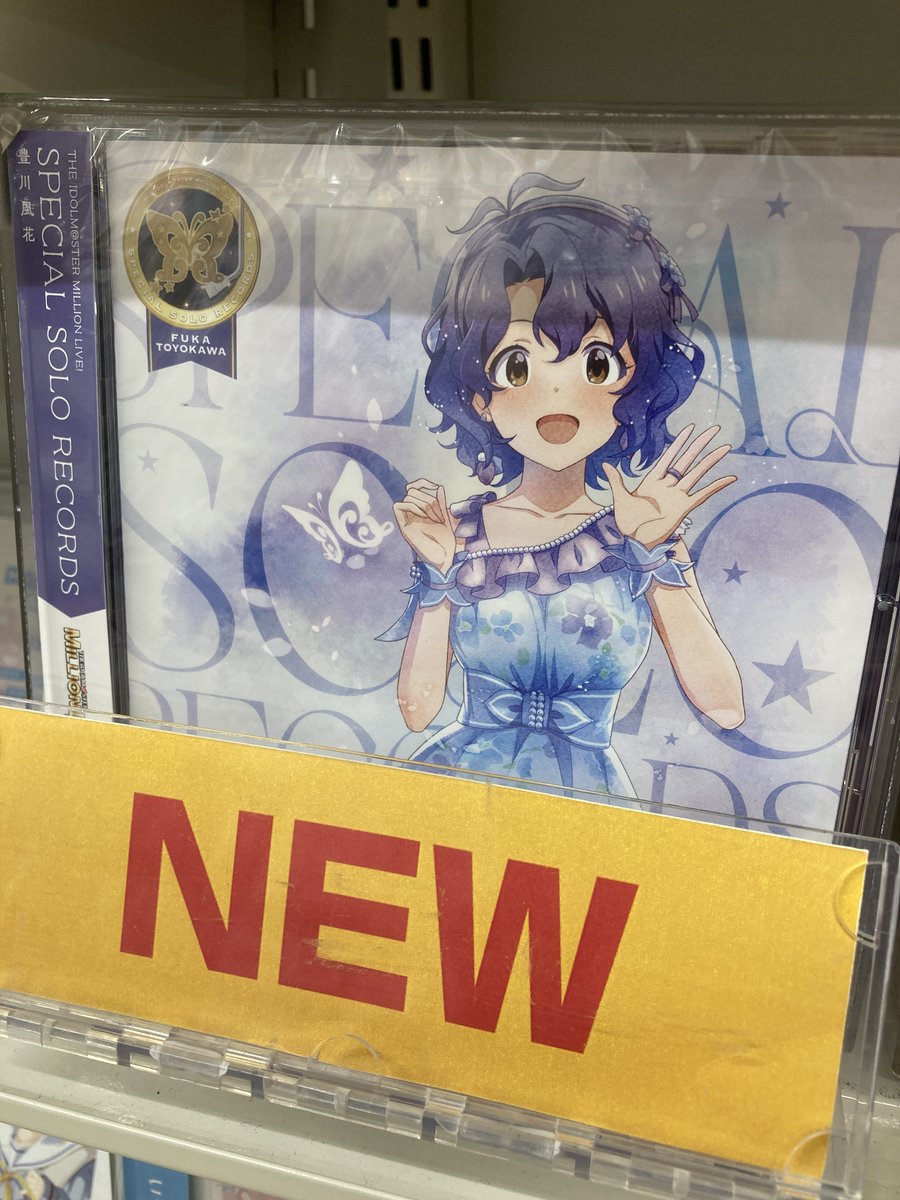 THE IDOLM@STER MILLION LIVE!
SPECIAL SOLO RECORDS
豊川風花
SPECIAL SOLO RECORDS
FUKA
TOYOKAWA
SPECIAL
SOLO
RECORDS
MILLION
NEW